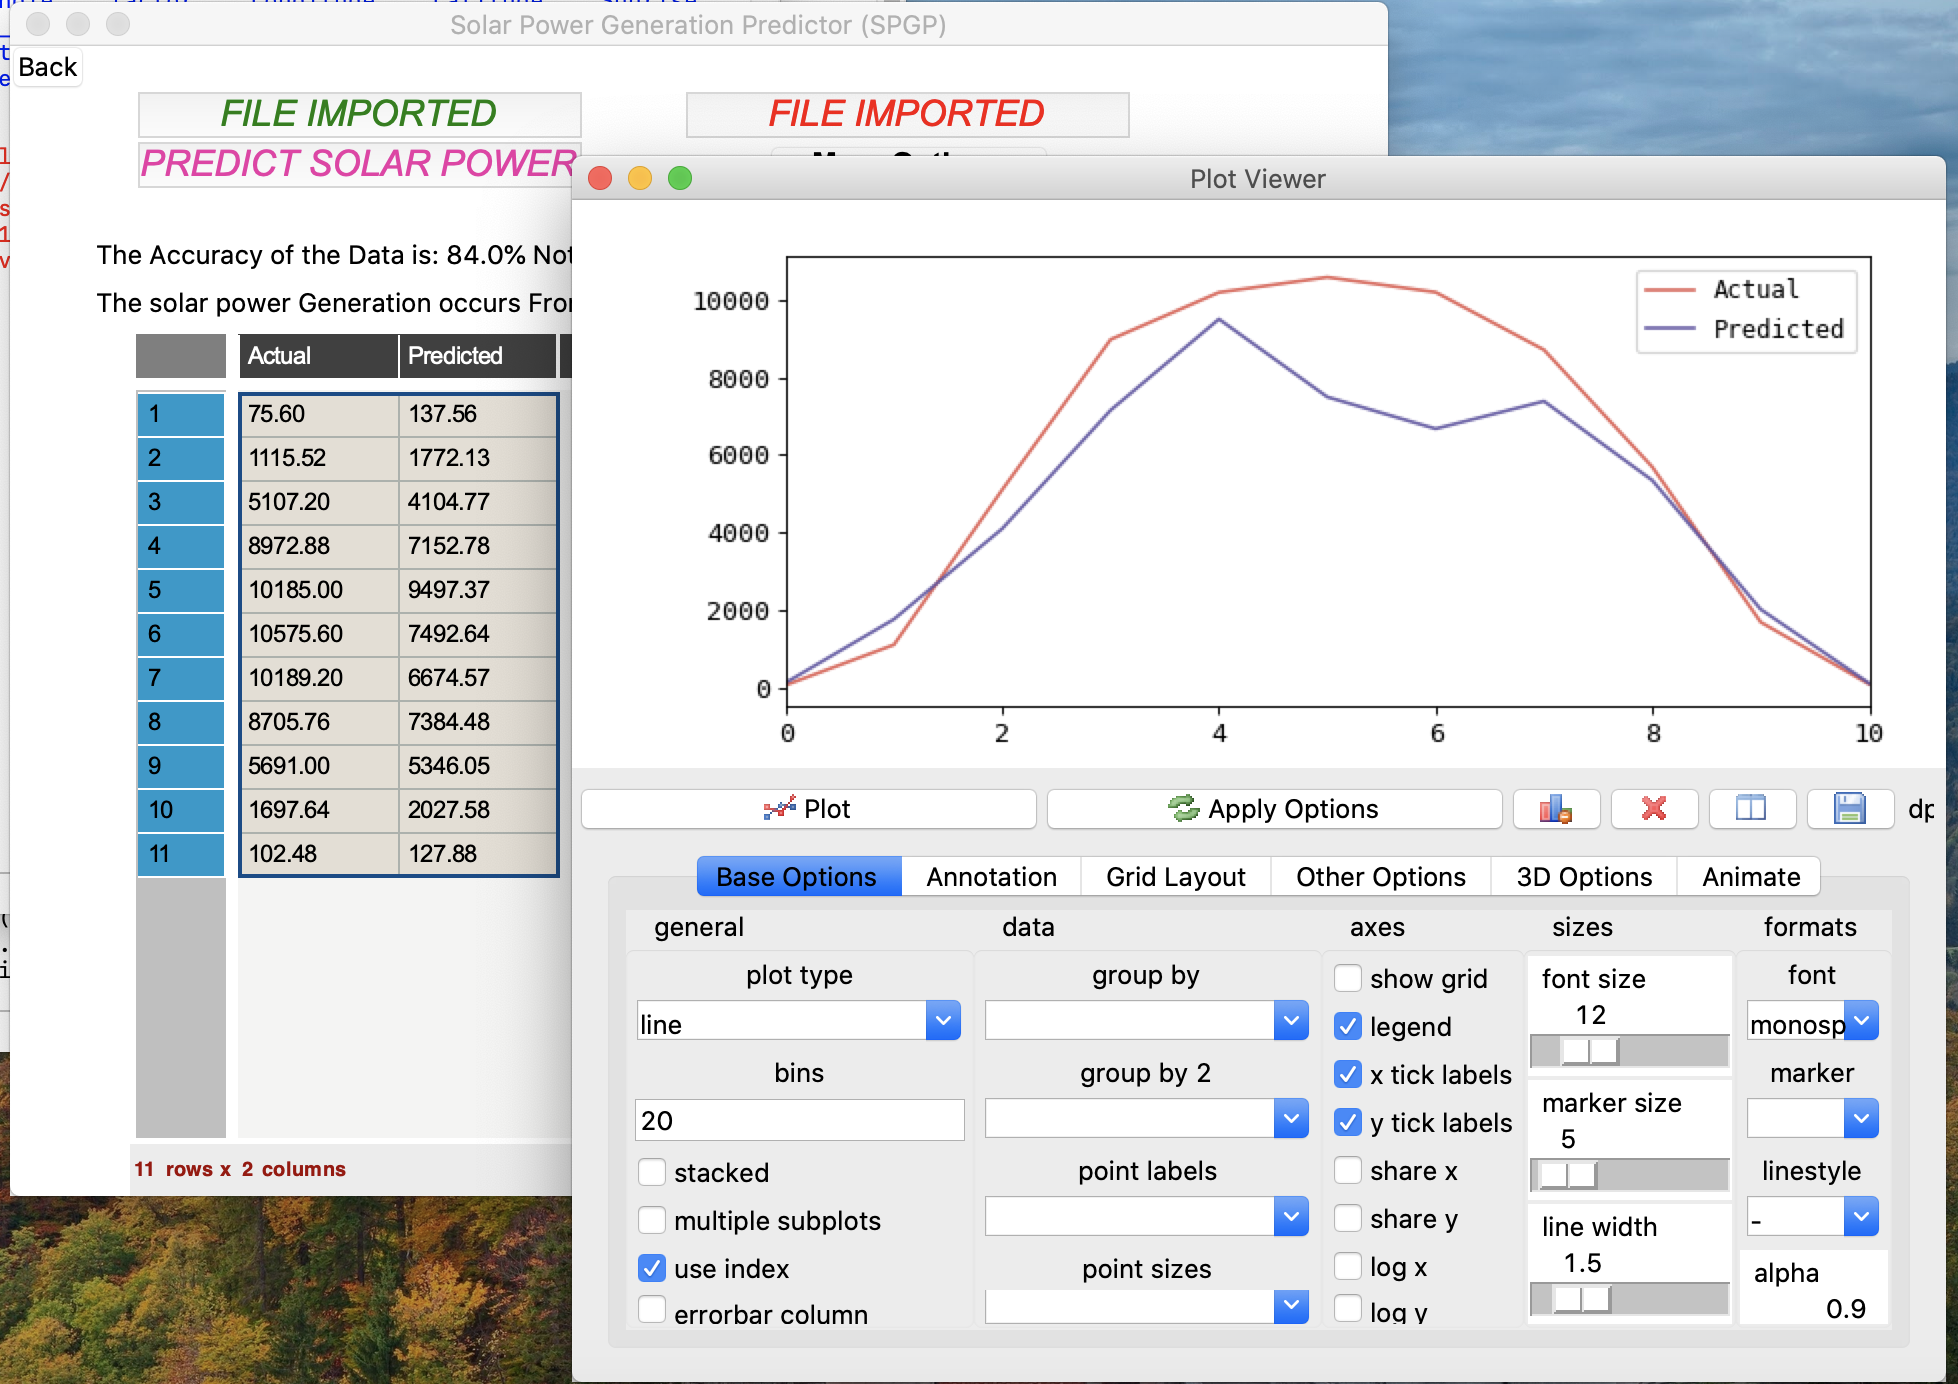 Solar Power Generation Predictor (SPGP)
Back
FILE IMPORTED
FILE IMPORTED
PREDICT SOLAR POWER
The Accuracy of the Data is: 84.0% Not
The solar power Generation occurs From
Actual Predicted
1 75.60 137.56
2 1115.52 1772.13
3 5107.20 4104.77
4 8972.88 7152.78
5 10185.00 9497.37
6 10575.60 7492.64
7 10189.20 6674.57
8 8705.76 7384.48
9 5691.00 5346.05
10 1697.64 2027.58
11 102.48 127.88
11 rows x 2 columns
Plot Viewer
10000
8000
6000
4000
2000
0
0 2 4 6 8 10
Actual
Predicted
Plot
Apply Options
Base Options
Annotation
Grid Layout
Other Options
3D Options
Animate
general
plot type
line
bins
20
stacked
multiple subplots
use index
errorbar column
data
group by
group by 2
point labels
point sizes
axes
show grid
legend
x tick labels
y tick labels
share x
share y
log x
log y
sizes
font size
12
marker size
5
line width
1.5
formats
font
monosp
marker
linestyle
-
alpha
0.9